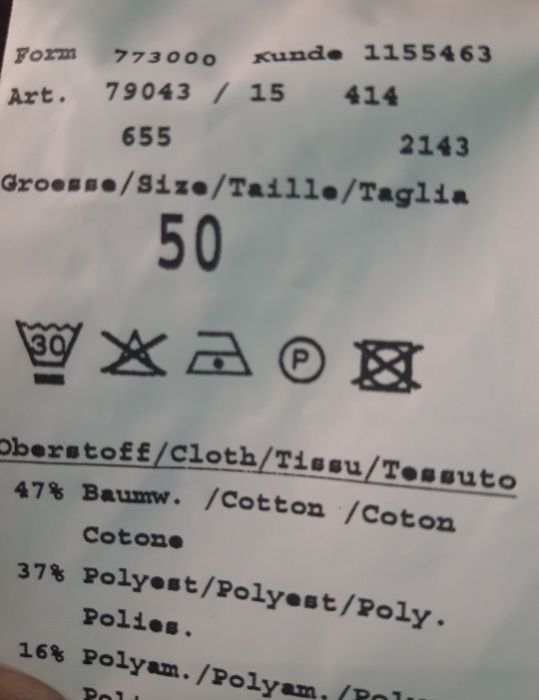 Form 773000 Kunde 1155463
Art. 79043 / 15 414
655 2143
Groesse/Size/Taille/Taglia
50
30 P
Oberstoff/Cloth/Tissu/Tessuto
47% Baumw. /Cotton /Coton
Cotone
37% Polyest/Polyest/Poly.
Polies.
16% Polyam./Polyam./Poly